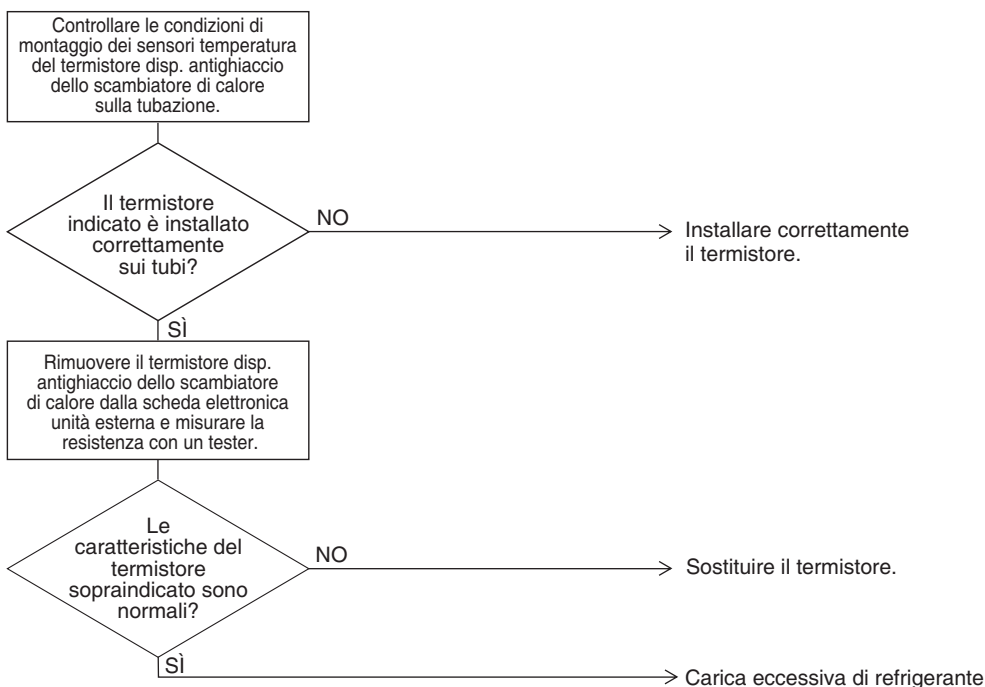 Controllare le condizioni di
montaggio dei sensori temperatura
del termistore disp. antighiaccio
dello scambiatore di calore
sulla tubazione.
Il termistore
indicato è installato
correttamente
sui tubi?
NO
Installare correttamente
il termistore.
SÌ
Rimuovere il termistore disp.
antighiaccio dello scambiatore
di calore dalla scheda elettronica
unità esterna e misurare la
resistenza con un tester.
Le
caratteristiche del
termistore
sopraindicato sono
normali?
NO
Sostituire il termistore.
SÌ
Carica eccessiva di refrigerante